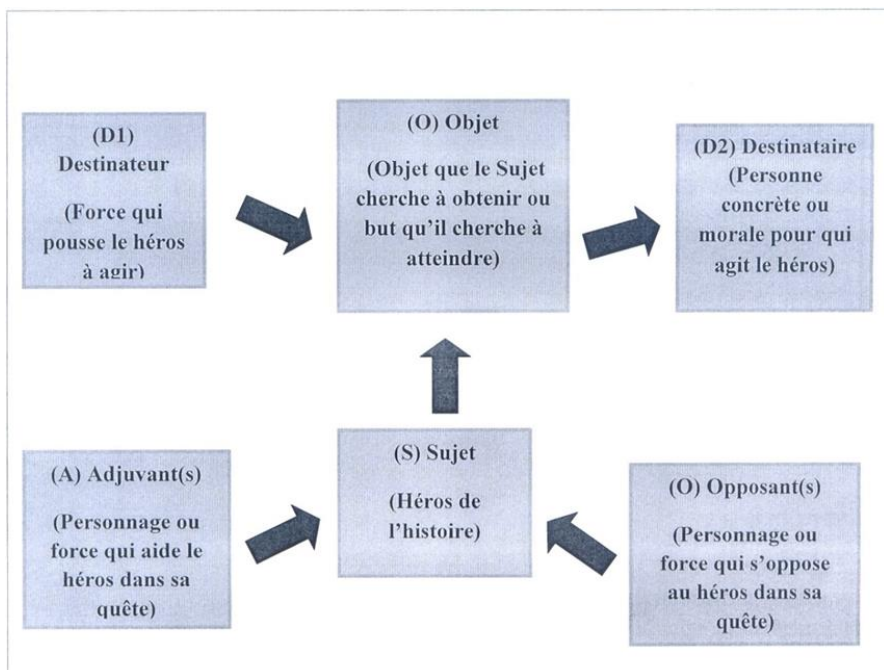 (D1)
Destinateur
(Force qui
pousse le héros
à agir)
(O) Objet
(Objet que le Sujet
cherche à obtenir ou
but qu'il cherche à
atteindre)
(D2) Destinataire
(Personne
concrète ou
morale pour qui
agit le héros)
(A) Adjuvant(s)
(Personnage ou
force qui aide le
héros dans sa
quête)
(S) Sujet
(Héros de
l'histoire)
(O) Opposant(s)
(Personnage ou
force qui s'oppose
au héros dans sa
quête)